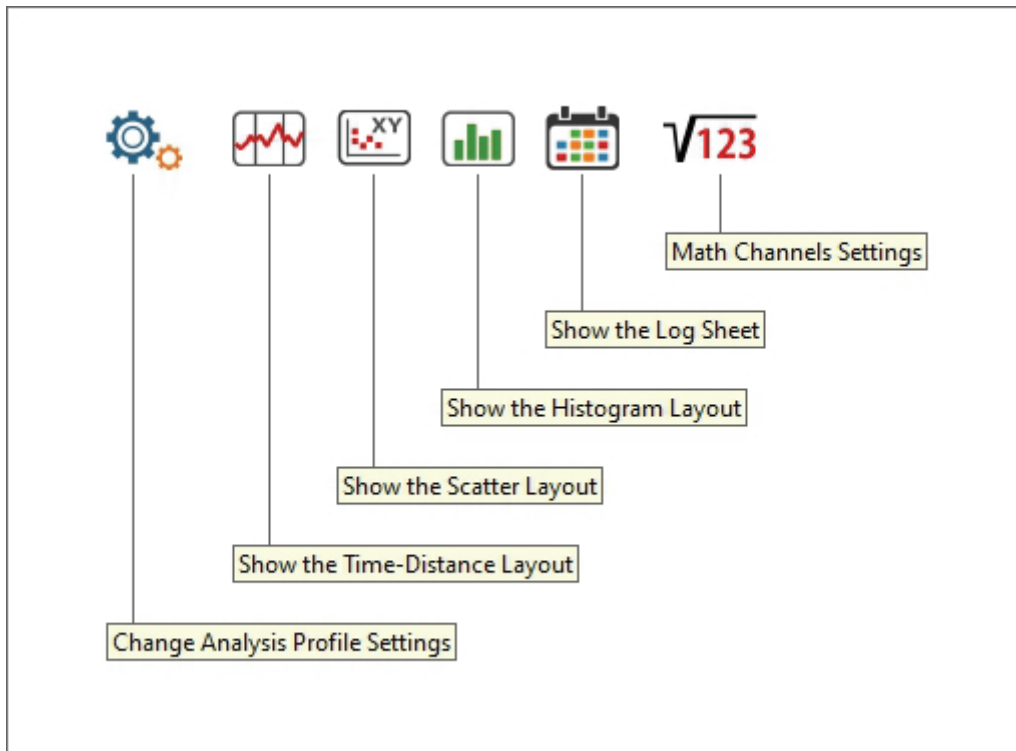 XY
√123
Math Channels Settings
Show the Log Sheet
Show the Histogram Layout
Show the Scatter Layout
Show the Time-Distance Layout
Change Analysis Profile Settings